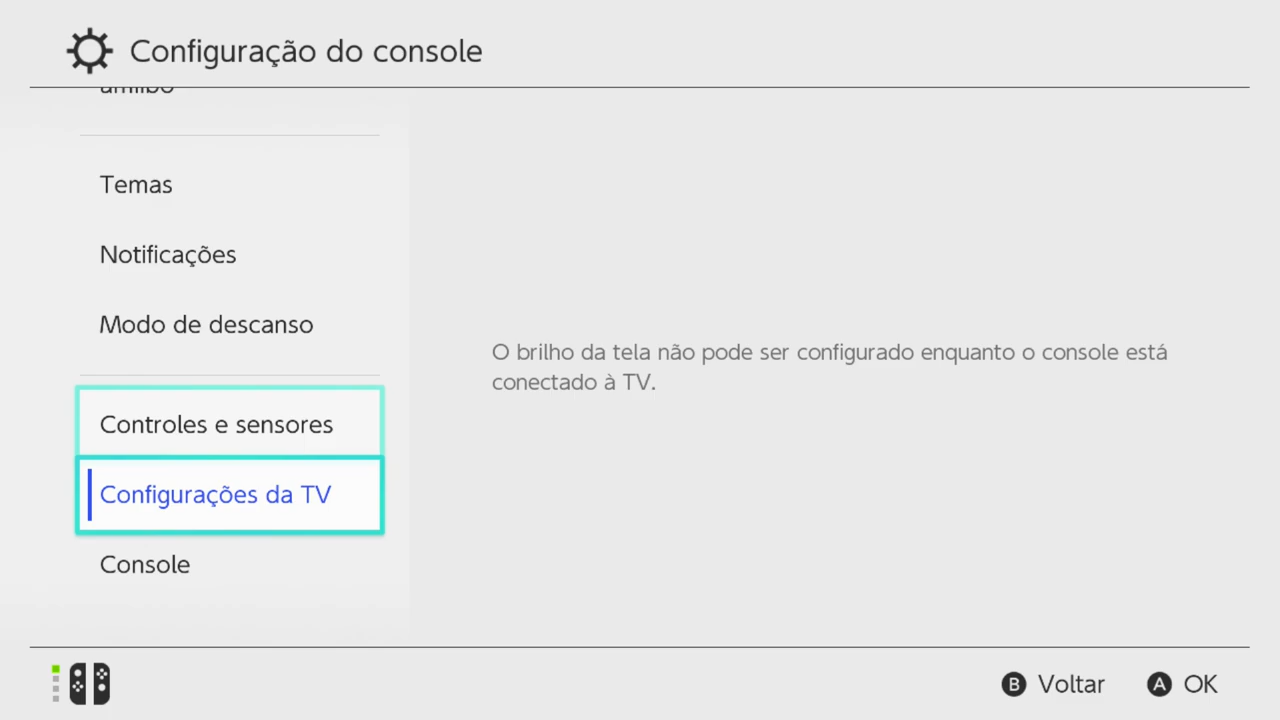 Configuração do console
amiibo
Temas
Notificações
Modo de descanso
Controles e sensores
Configurações da TV
Console
O brilho da tela não pode ser configurado enquanto o console está
conectado à TV.
B Voltar
A OK